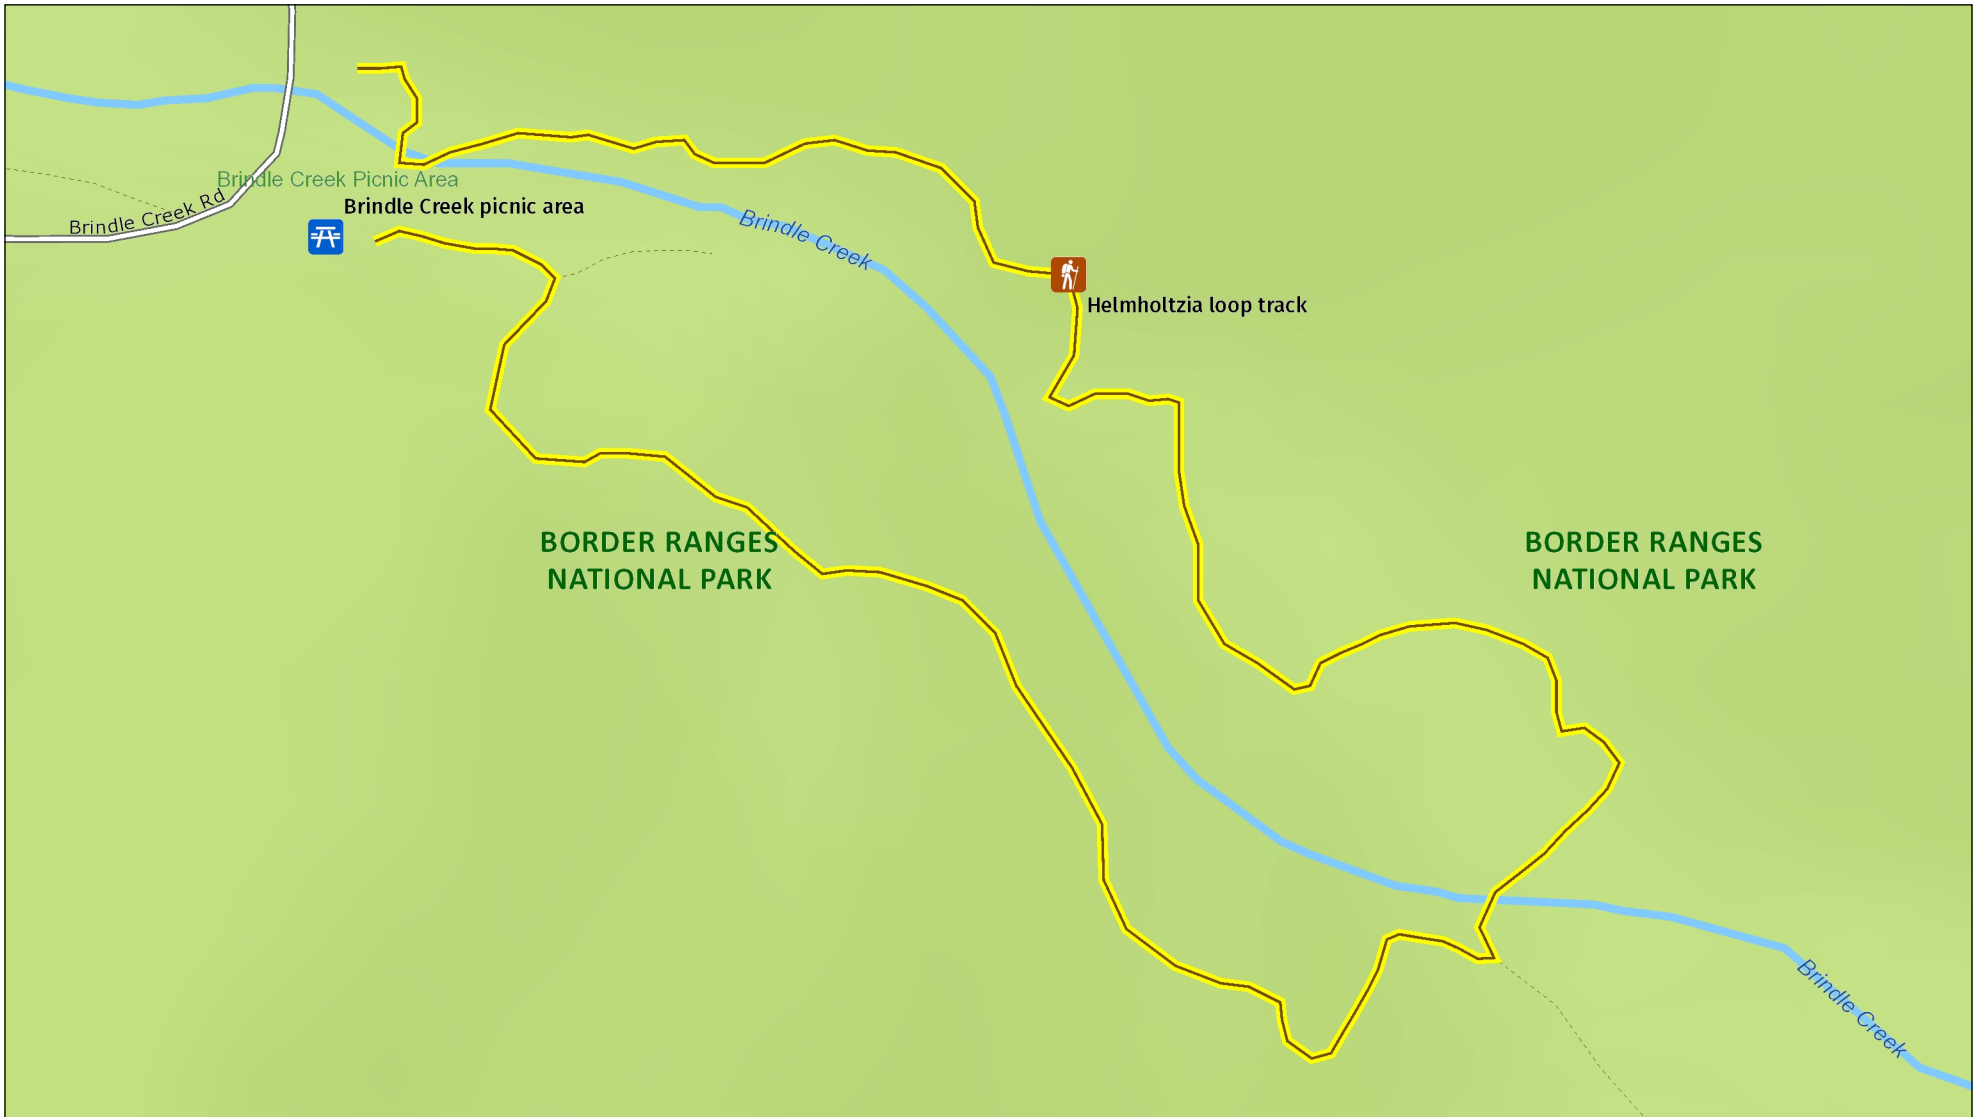 Brindle Creek Picnic Area
Brindle Creek Rd
Brindle Creek picnic area
Brindle Creek
Helmholtzia loop track
BORDER RANGES
NATIONAL PARK
BORDER RANGES
NATIONAL PARK
Brindle Creek